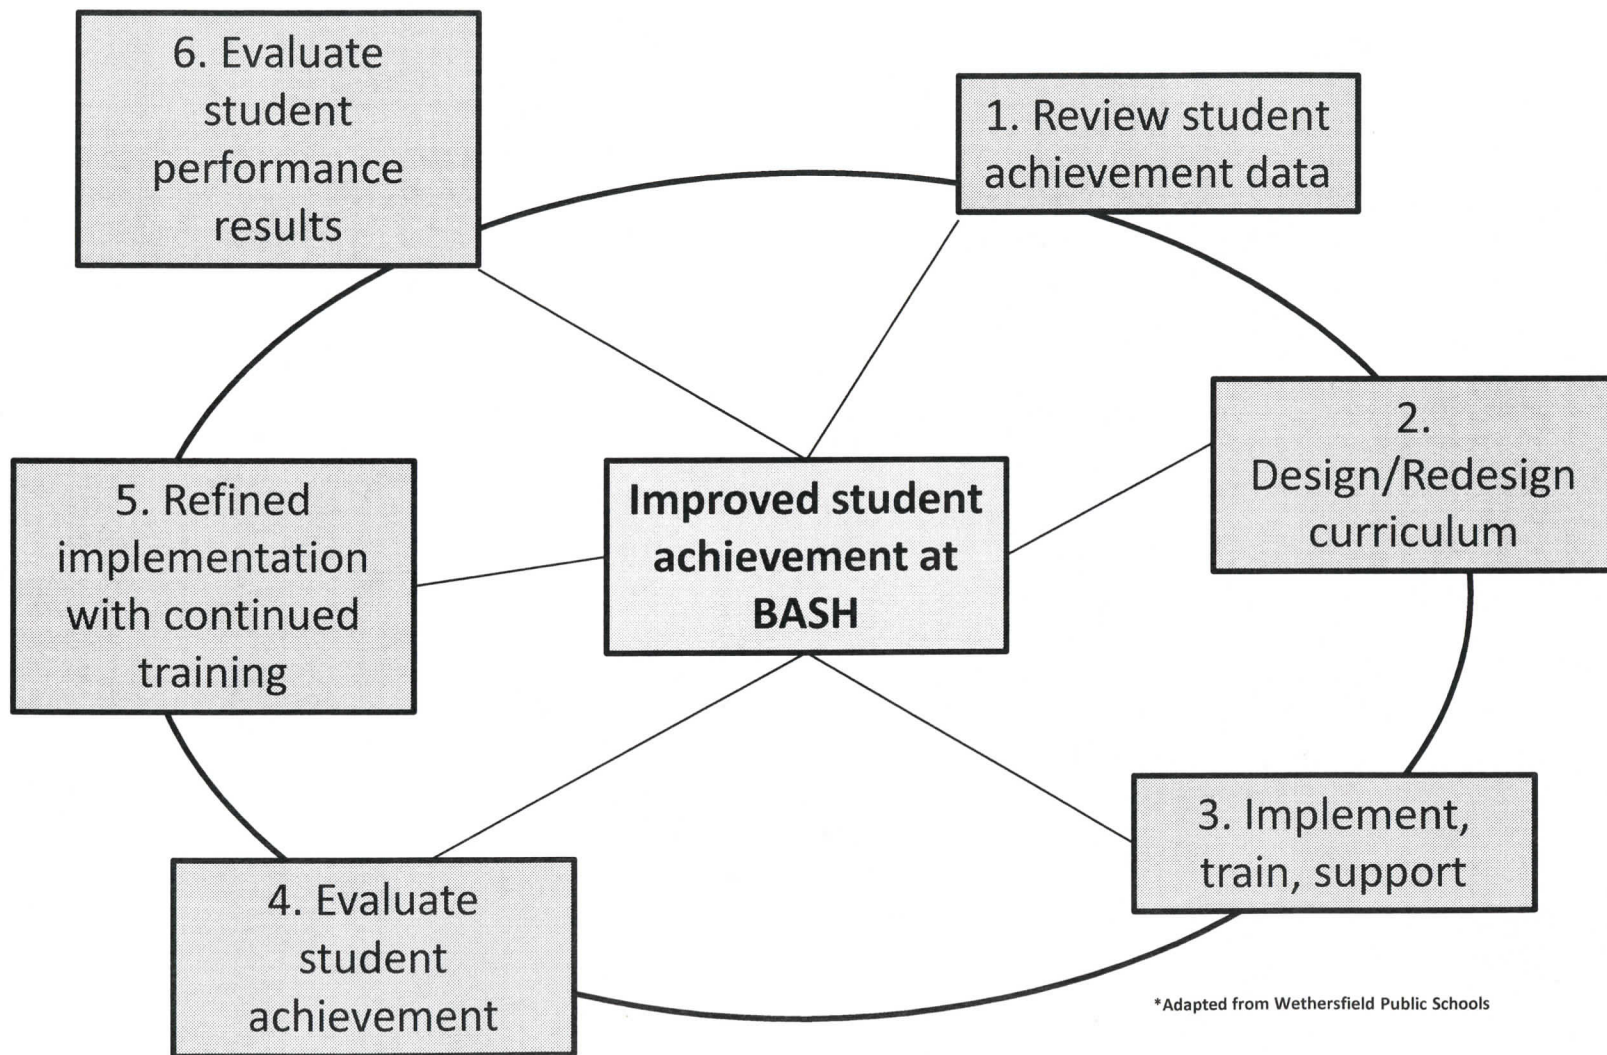 1. Review student
achievement data
2.
Design/Redesign
curriculum
3. Implement,
train, support
4. Evaluate
student
achievement
5. Refined
implementation
with continued
training
6. Evaluate
student
performance
results
Improved student
achievement at
BASH
*Adapted from Wethersfield Public Schools